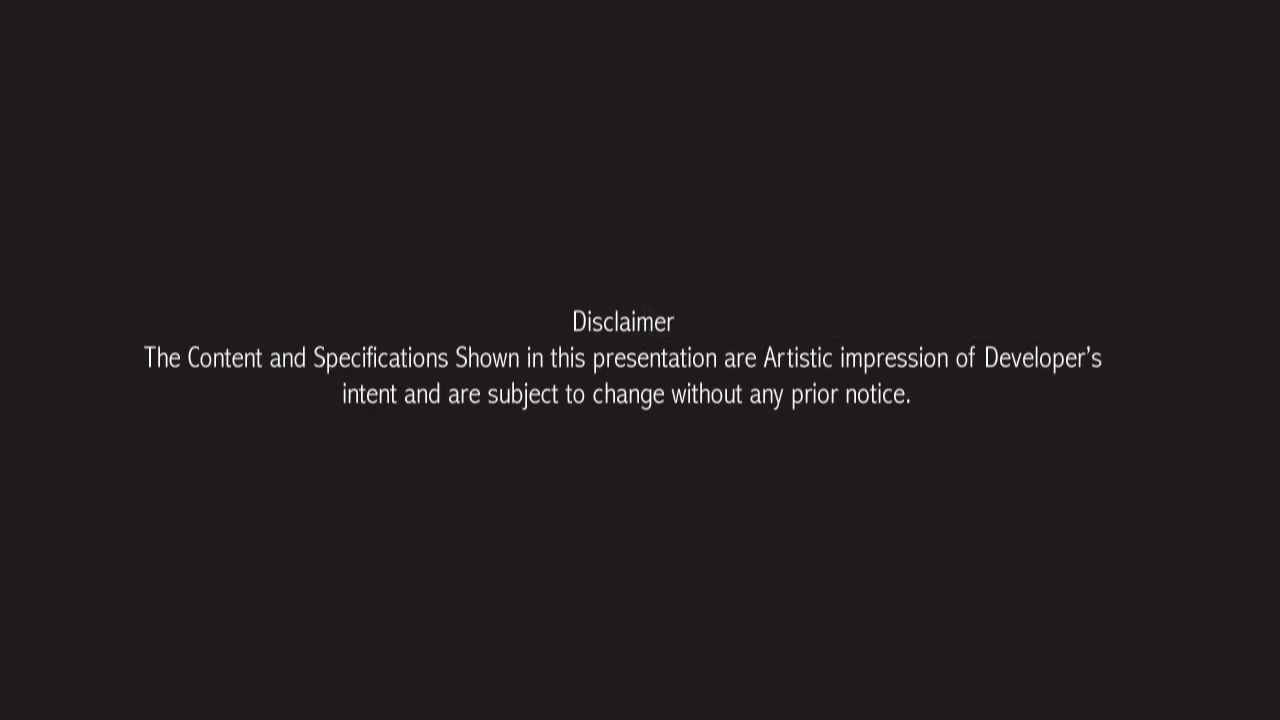 Disclaimer
The Content and Specifications Shown in this presentation are Artistic impression of Developer's
intent and are subject to change without any prior notice.